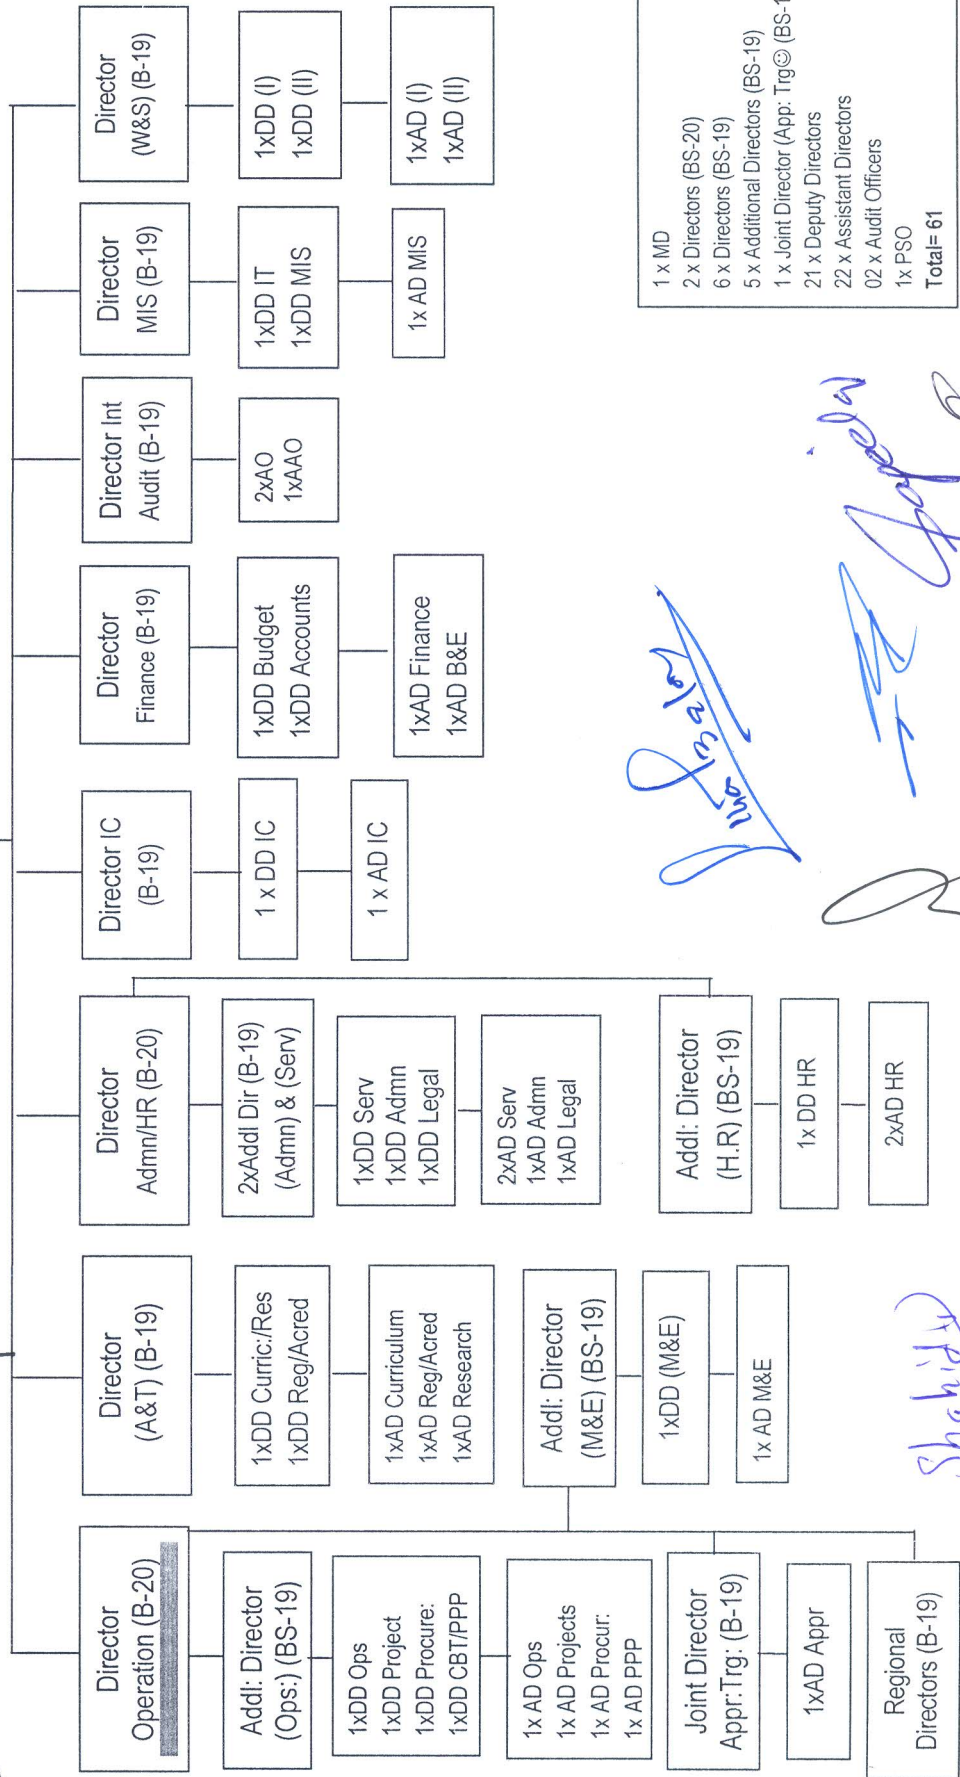 Director
Operation (B-20)
Addl: Director
(Ops:) (BS-19)
1xDD Ops
1xDD Project
1xDD Procure:
1xDD CBT/PPP
1x AD Ops
1x AD Projects
1x AD Procur:
1x AD PPP
Joint Director
Appr:Trg: (B-19)
1xAD Appr
Regional
Directors (B-19)
Director
(A&T) (B-19)
1xDD Curric:/Res
1xDD Reg/Acred
1xAD Curriculum
1xAD Reg/Acred
1xAD Research
Addl: Director
(M&E) (BS-19)
1xDD (M&E)
1x AD M&E
Director
Admn/HR (B-20)
2xAddl Dir (B-19)
(Admn) & (Serv)
1xDD Serv
1xDD Admn
1xDD Legal
2xAD Serv
1xAD Admn
1xAD Legal
Addl: Director
(H.R) (BS-19)
1x DD HR
2xAD HR
Director IC
(B-19)
1 x DD IC
1 x AD IC
Director
Finance (B-19)
1xDD Budget
1xDD Accounts
1xAD Finance
1xAD B&E
Director Int
Audit (B-19)
2xAO
1xAAO
Director
MIS (B-19)
1xDD IT
1xDD MIS
1x AD MIS
Director
(W&S) (B-19)
1xDD (I)
1xDD (II)
1xAD (I)
1xAD (II)
1 x MD
2 x Directors (BS-20)
6 x Directors (BS-19)
5 x Additional Directors (BS-19)
1 x Joint Director (App: Trg☺ (BS-1
21 x Deputy Directors
22 x Assistant Directors
02 x Audit Officers
1x PSO
Total= 61
Shahid